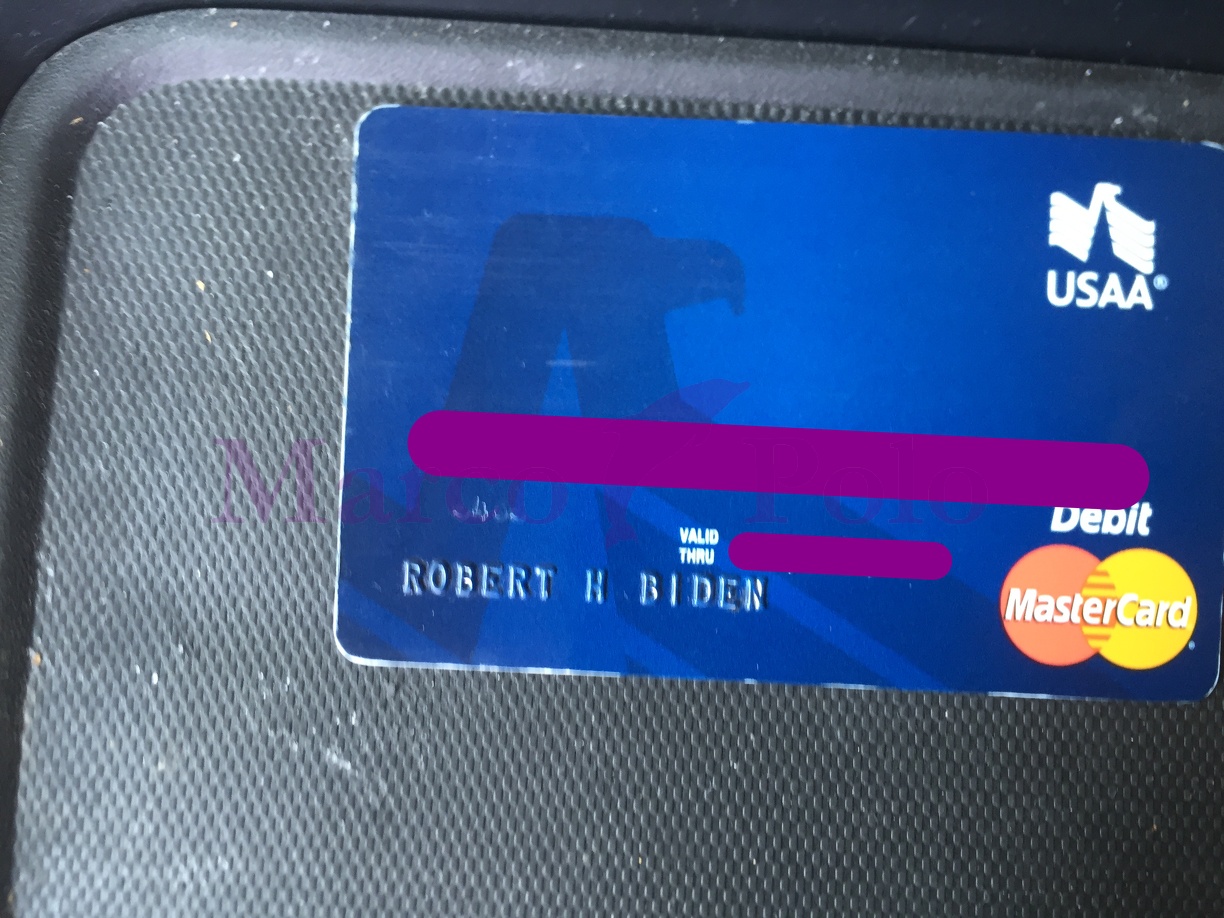 USAA®
Marco Polo
Debit
VALID
THRU
ROBERT H BIDEN
MasterCard